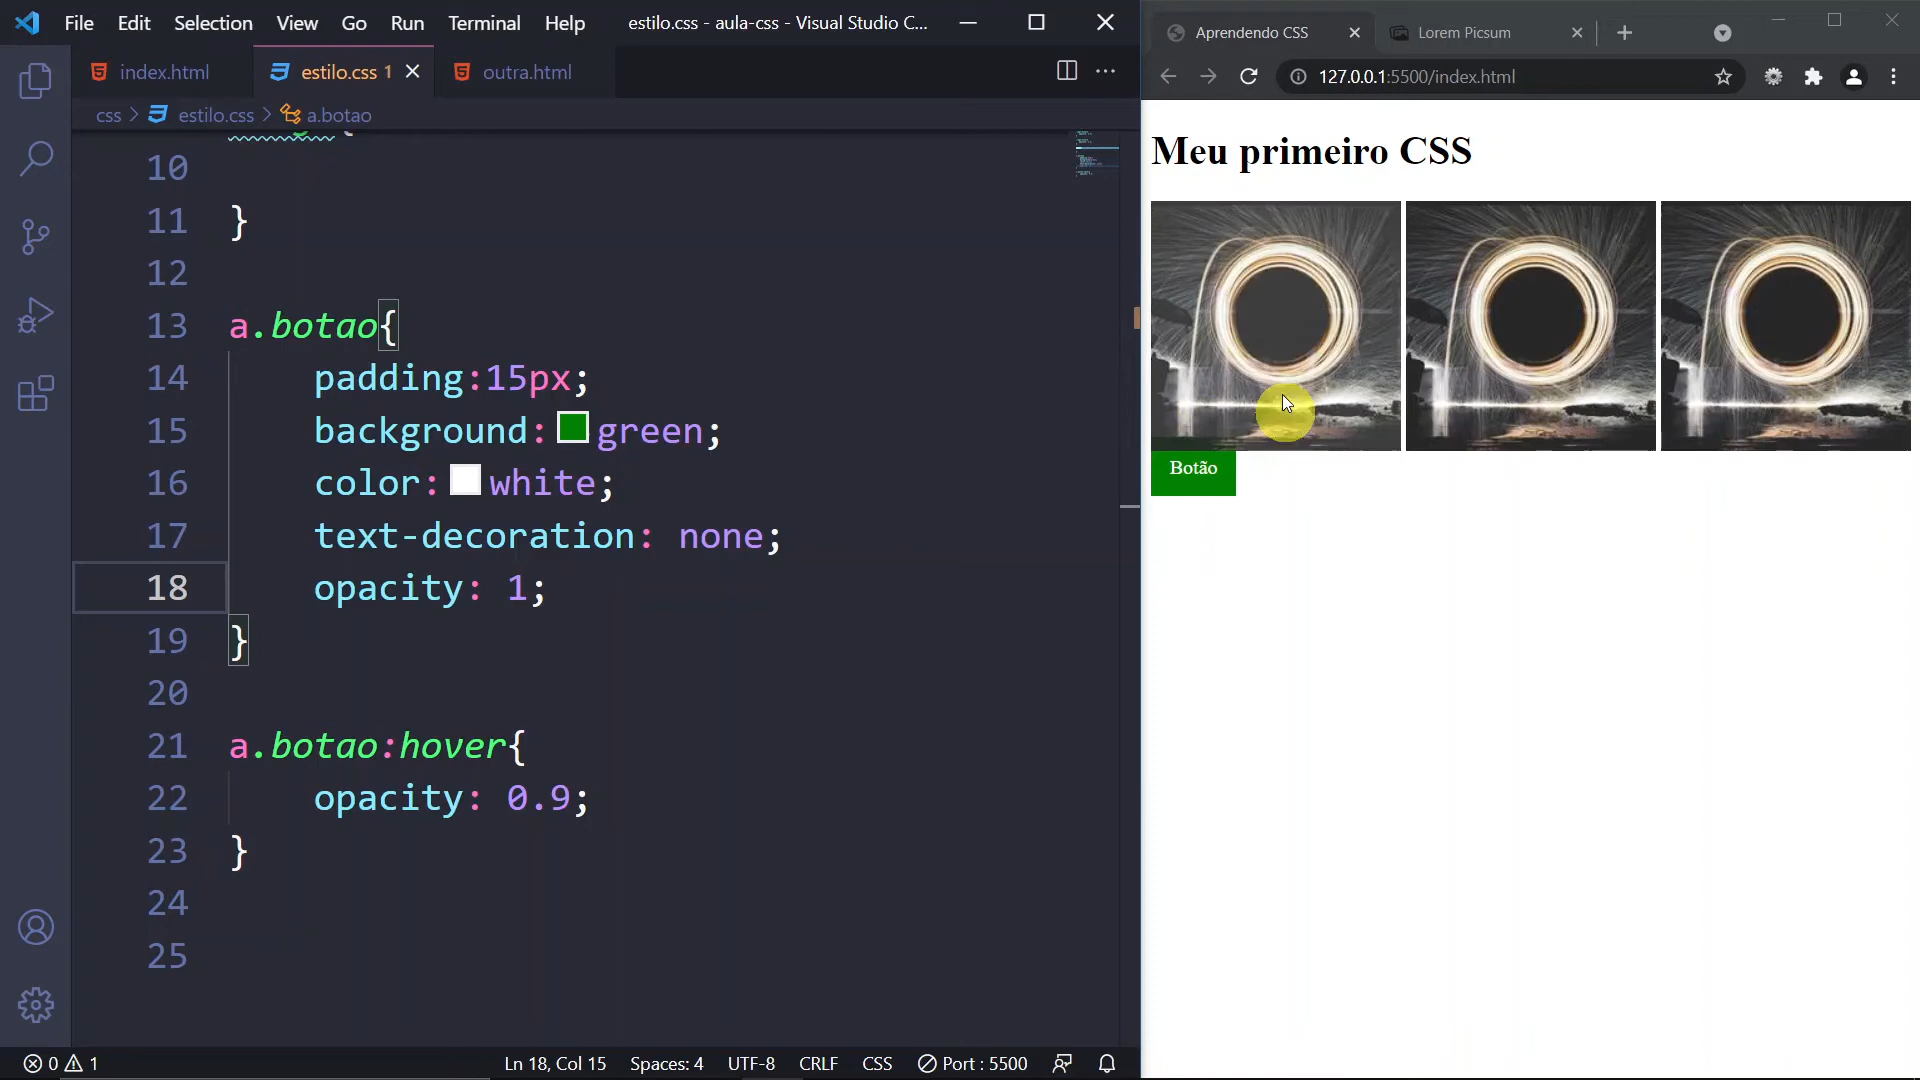 File Edit Selection View Go Run Terminal Help estilo.css - aula-css - Visual Studio C...
index.html estilo.css 1 outra.html
css > estilo.css > a.botao
10
11 }
12
13 a.botao{
14 padding:15px;
15 background:green;
16 color:white;
17 text-decoration: none;
18 opacity: 1;
19 }
20
21 a.botao:hover{
22 opacity: 0.9;
23 }
24
25
0 1 Ln 18, Col 15 Spaces: 4 UTF-8 CRLF CSS Port : 5500
Aprendendo CSS Lorem Picsum
127.0.0.1:5500/index.html
Meu primeiro CSS
Botão